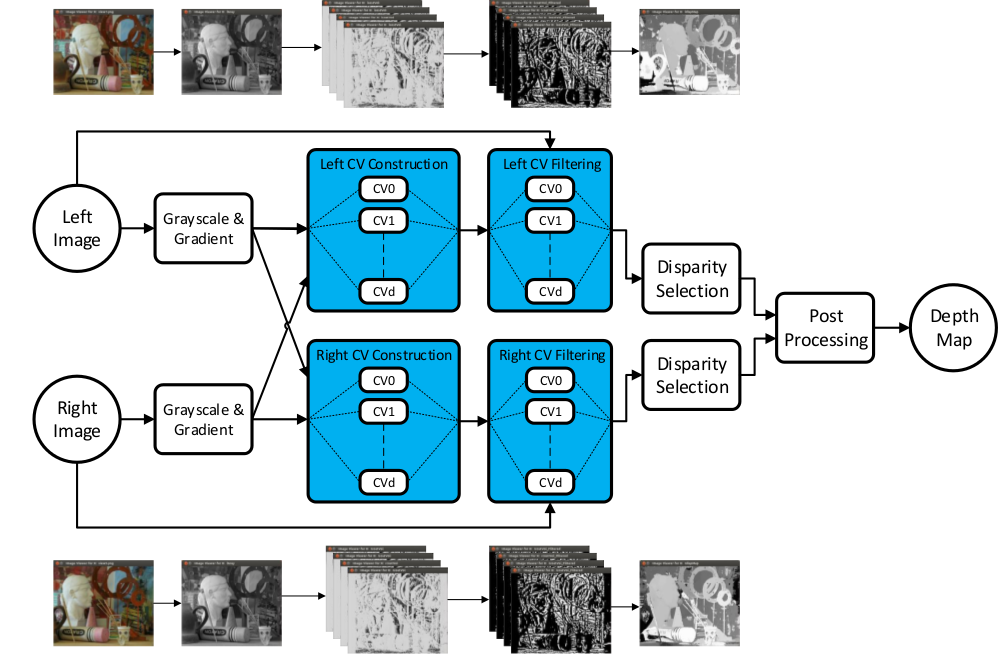 Left CV Construction
CV0
CV1
CVd
Left CV Filtering
CV0
CV1
CVd
Left
Image
Grayscale &
Gradient
Disparity
Selection
Post
Processing
Depth
Map
Right CV Construction
CV0
CV1
CVd
Right CV Filtering
CV0
CV1
CVd
Disparity
Selection
Right
Image
Grayscale &
Gradient